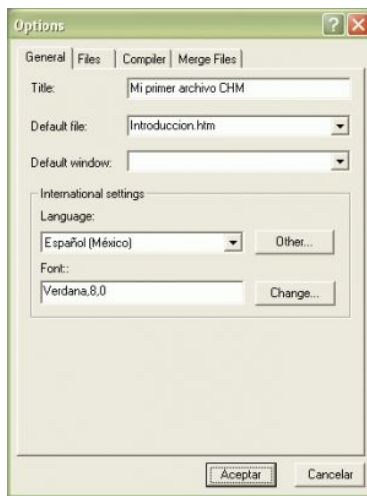 Options
General Files Compiler Merge Files
Title: Mi primer archivo CHM
Default file: Introduccion.htm
Default window:
International settings
Language:
Español (México) Other...
Font::
Verdana,8,0 Change...
Aceptar Cancelar